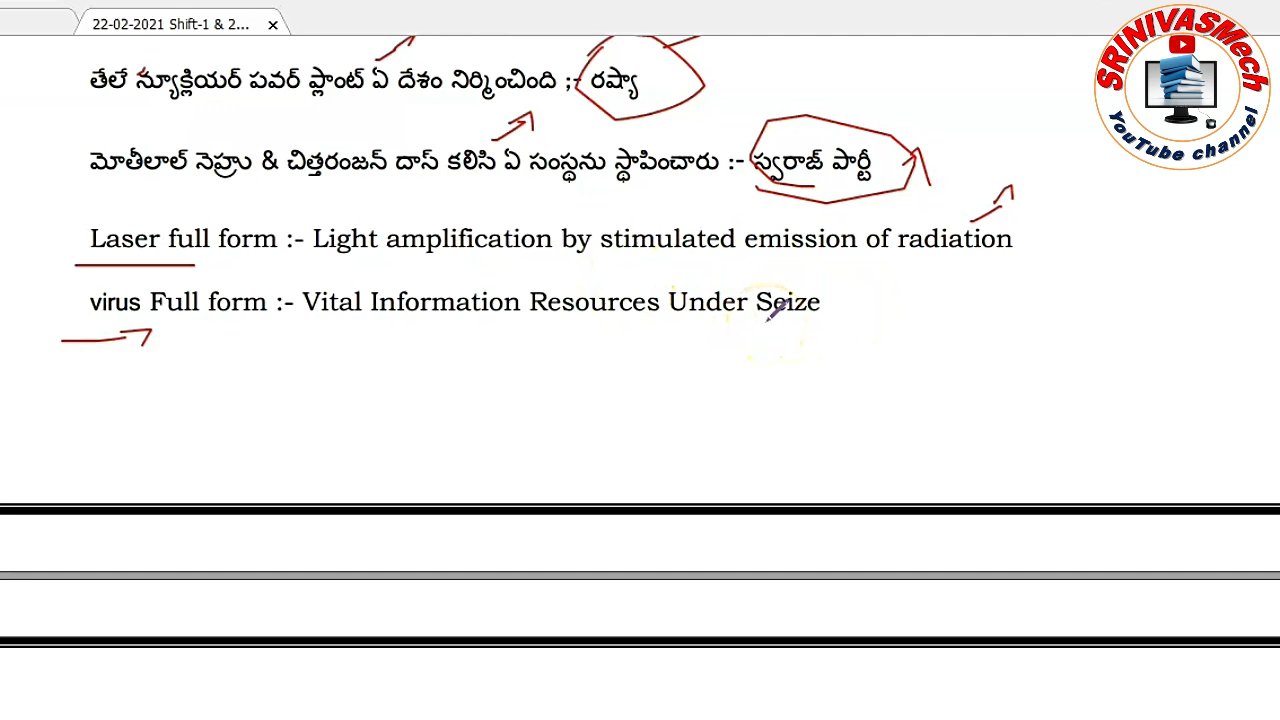 22-02-2021 Shift-1 & 2...
SRINIVASMech
YouTube channel
తేలే న్యూక్లియర్ పవర్ ప్లాంట్ ఏ దేశం నిర్మించింది ;- రష్యా
మోతీలాల్ నెహ్రు & చిత్తరంజన్ దాస్ కలిసి ఏ సంస్థను స్థాపించారు :- స్వరాజ్ పార్టీ
Laser full form :- Light amplification by stimulated emission of radiation
virus Full form :- Vital Information Resources Under Seize